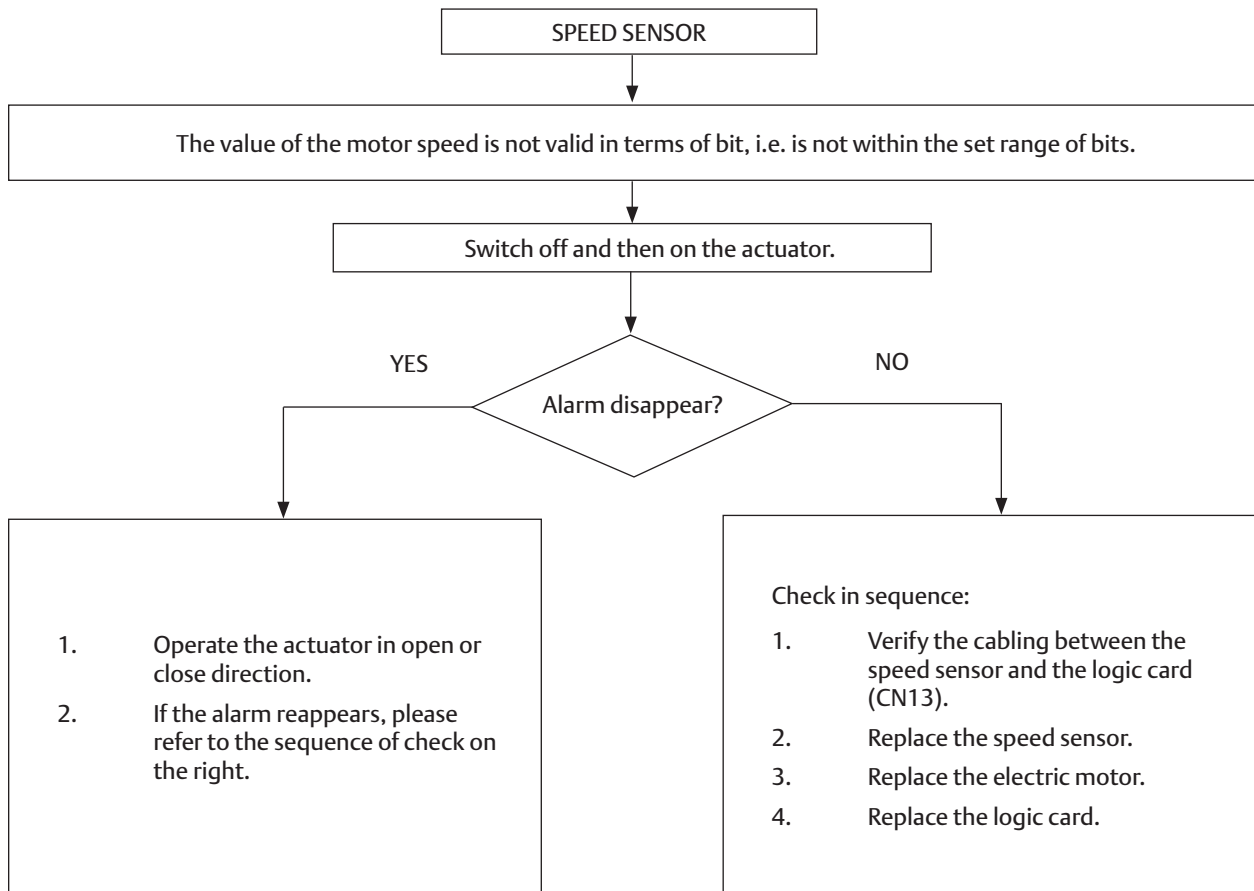 SPEED SENSOR
The value of the motor speed is not valid in terms of bit, i.e. is not within the set range of bits.
Switch off and then on the actuator.
YES
NO
Alarm disappear?
1. Operate the actuator in open or
close direction.
2. If the alarm reappears, please
refer to the sequence of check on
the right.
Check in sequence:
1. Verify the cabling between the
speed sensor and the logic card
(CN13).
2. Replace the speed sensor.
3. Replace the electric motor.
4. Replace the logic card.